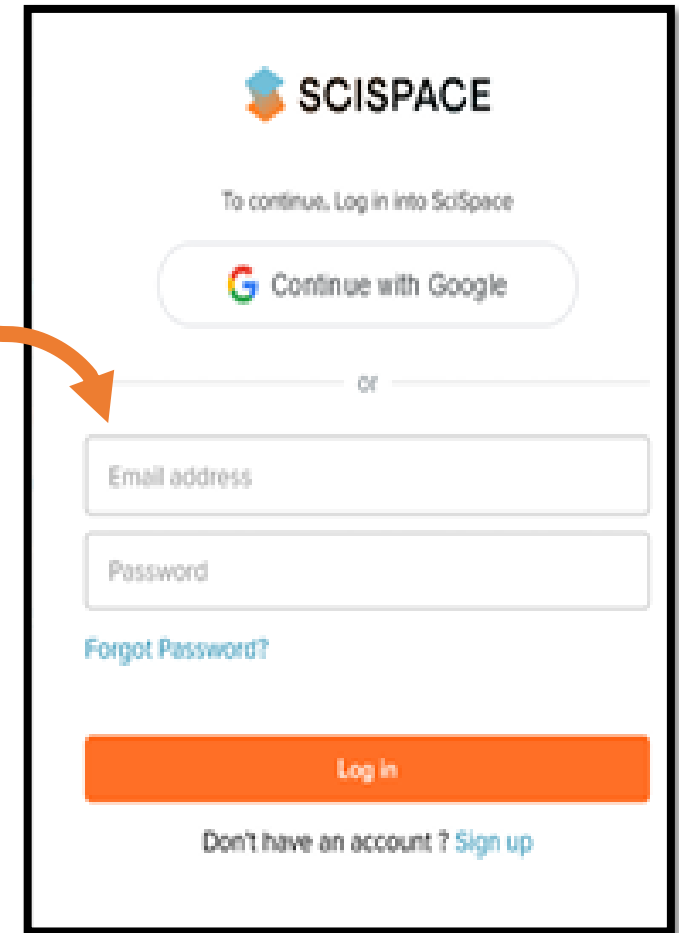 SCISPACE
To continue, Log in into SciSpace
Continue with Google
or
Email address
Password
Forgot Password?
Log in
Don't have an account ? Sign up